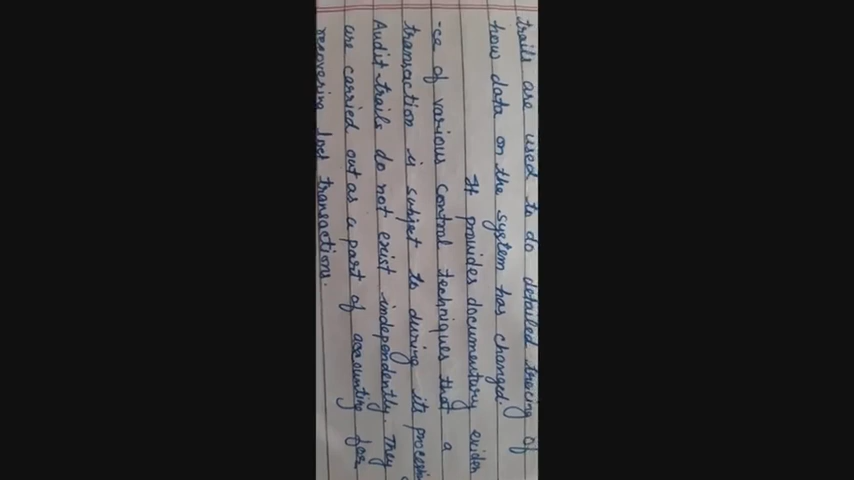 trails are used to do detailed tracing of
how data on the system has changed.
It provides documentary eviden
-ce of various control techniques that a
transaction is subject to during its processi
Audit trails do not exist independently. They
are carried out as a part of accounting for
recovering lost transactions.